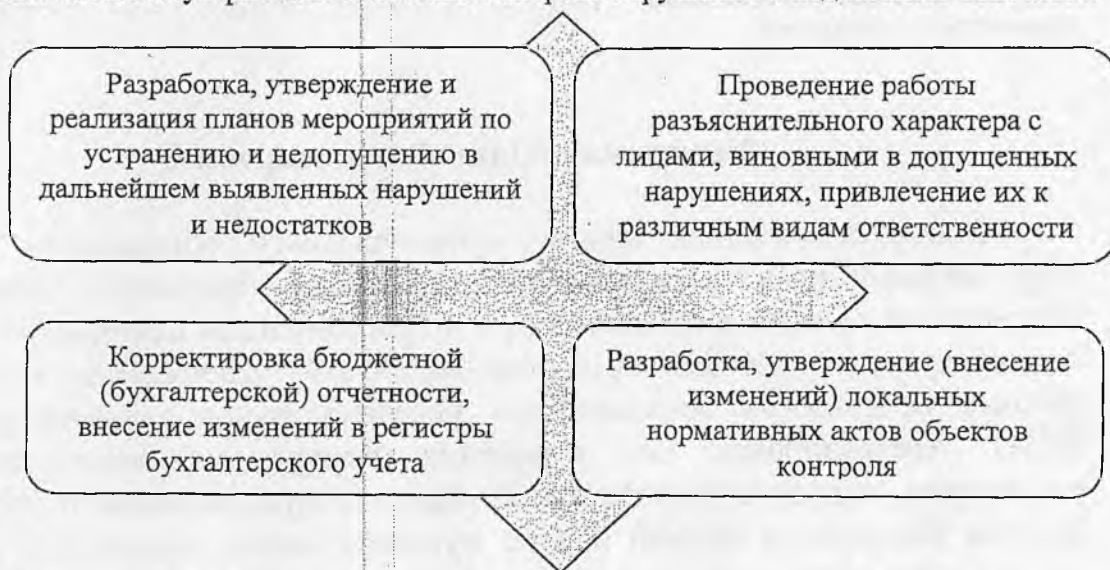 Разработка, утверждение и
реализация планов мероприятий по
устранению и недопущению в
дальнейшем выявленных нарушений
и недостатков
Проведение работы
разъяснительного характера с
лицами, виновными в допущенных
нарушениях, привлечение их к
различным видам ответственности
Корректировка бюджетной
(бухгалтерской) отчетности,
внесение изменений в регистры
бухгалтерского учета
Разработка, утверждение (внесение
изменений) локальных
нормативных актов объектов
контроля